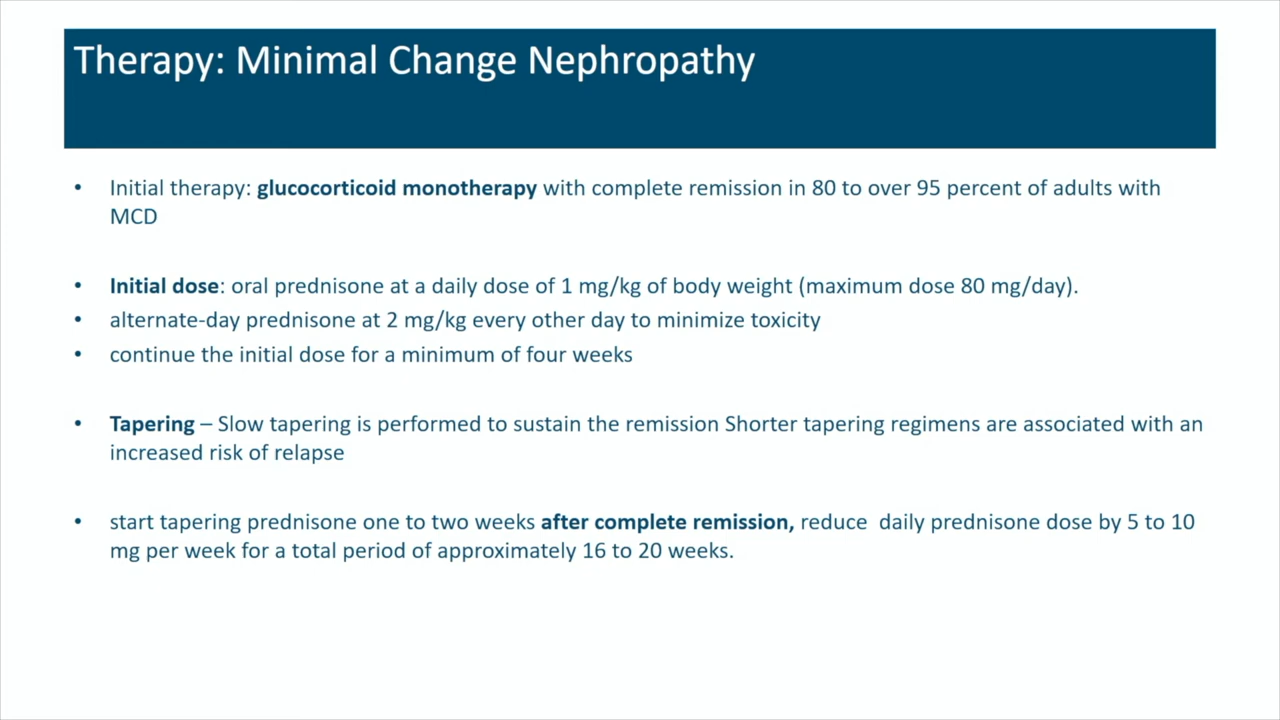 Therapy: Minimal Change Nephropathy
• Initial therapy: glucocorticoid monotherapy with complete remission in 80 to over 95 percent of adults with
MCD
• Initial dose: oral prednisone at a daily dose of 1 mg/kg of body weight (maximum dose 80 mg/day).
• alternate-day prednisone at 2 mg/kg every other day to minimize toxicity
• continue the initial dose for a minimum of four weeks
• Tapering – Slow tapering is performed to sustain the remission Shorter tapering regimens are associated with an
increased risk of relapse
• start tapering prednisone one to two weeks after complete remission, reduce  daily prednisone dose by 5 to 10
mg per week for a total period of approximately 16 to 20 weeks.